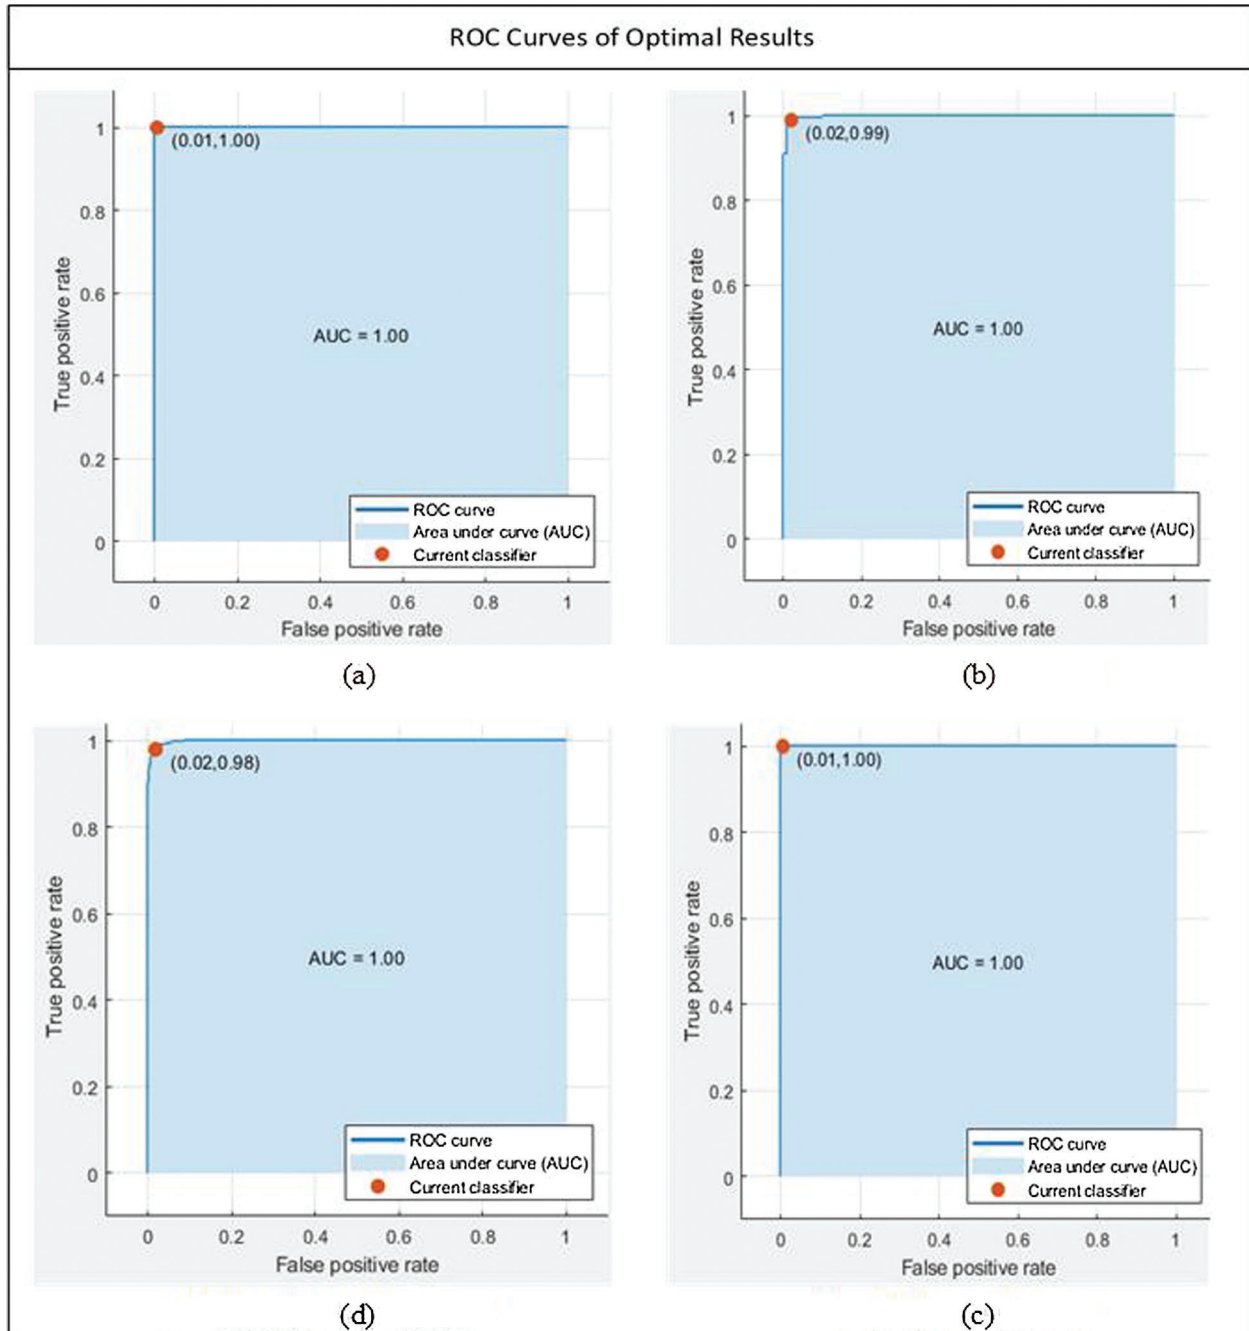 ROC Curves of Optimal Results
1
0.8
0.6
0.4
0.2
0
True positive rate
(0.01,1.00)
AUC = 1.00
ROC curve
Area under curve (AUC)
Current classifier
0 0.2 0.4 0.6 0.8 1
False positive rate
(a)
1
0.8
0.6
0.4
0.2
0
True positive rate
(0.02,0.99)
AUC = 1.00
ROC curve
Area under curve (AUC)
Current classifier
0 0.2 0.4 0.6 0.8 1
False positive rate
(b)
1
0.8
0.6
0.4
0.2
0
True positive rate
(0.02,0.98)
AUC = 1.00
ROC curve
Area under curve (AUC)
Current classifier
0 0.2 0.4 0.6 0.8 1
False positive rate
(d)
1
0.8
0.6
0.4
0.2
0
True positive rate
(0.01,1.00)
AUC = 1.00
ROC curve
Area under curve (AUC)
Current classifier
0 0.2 0.4 0.6 0.8 1
False positive rate
(c)